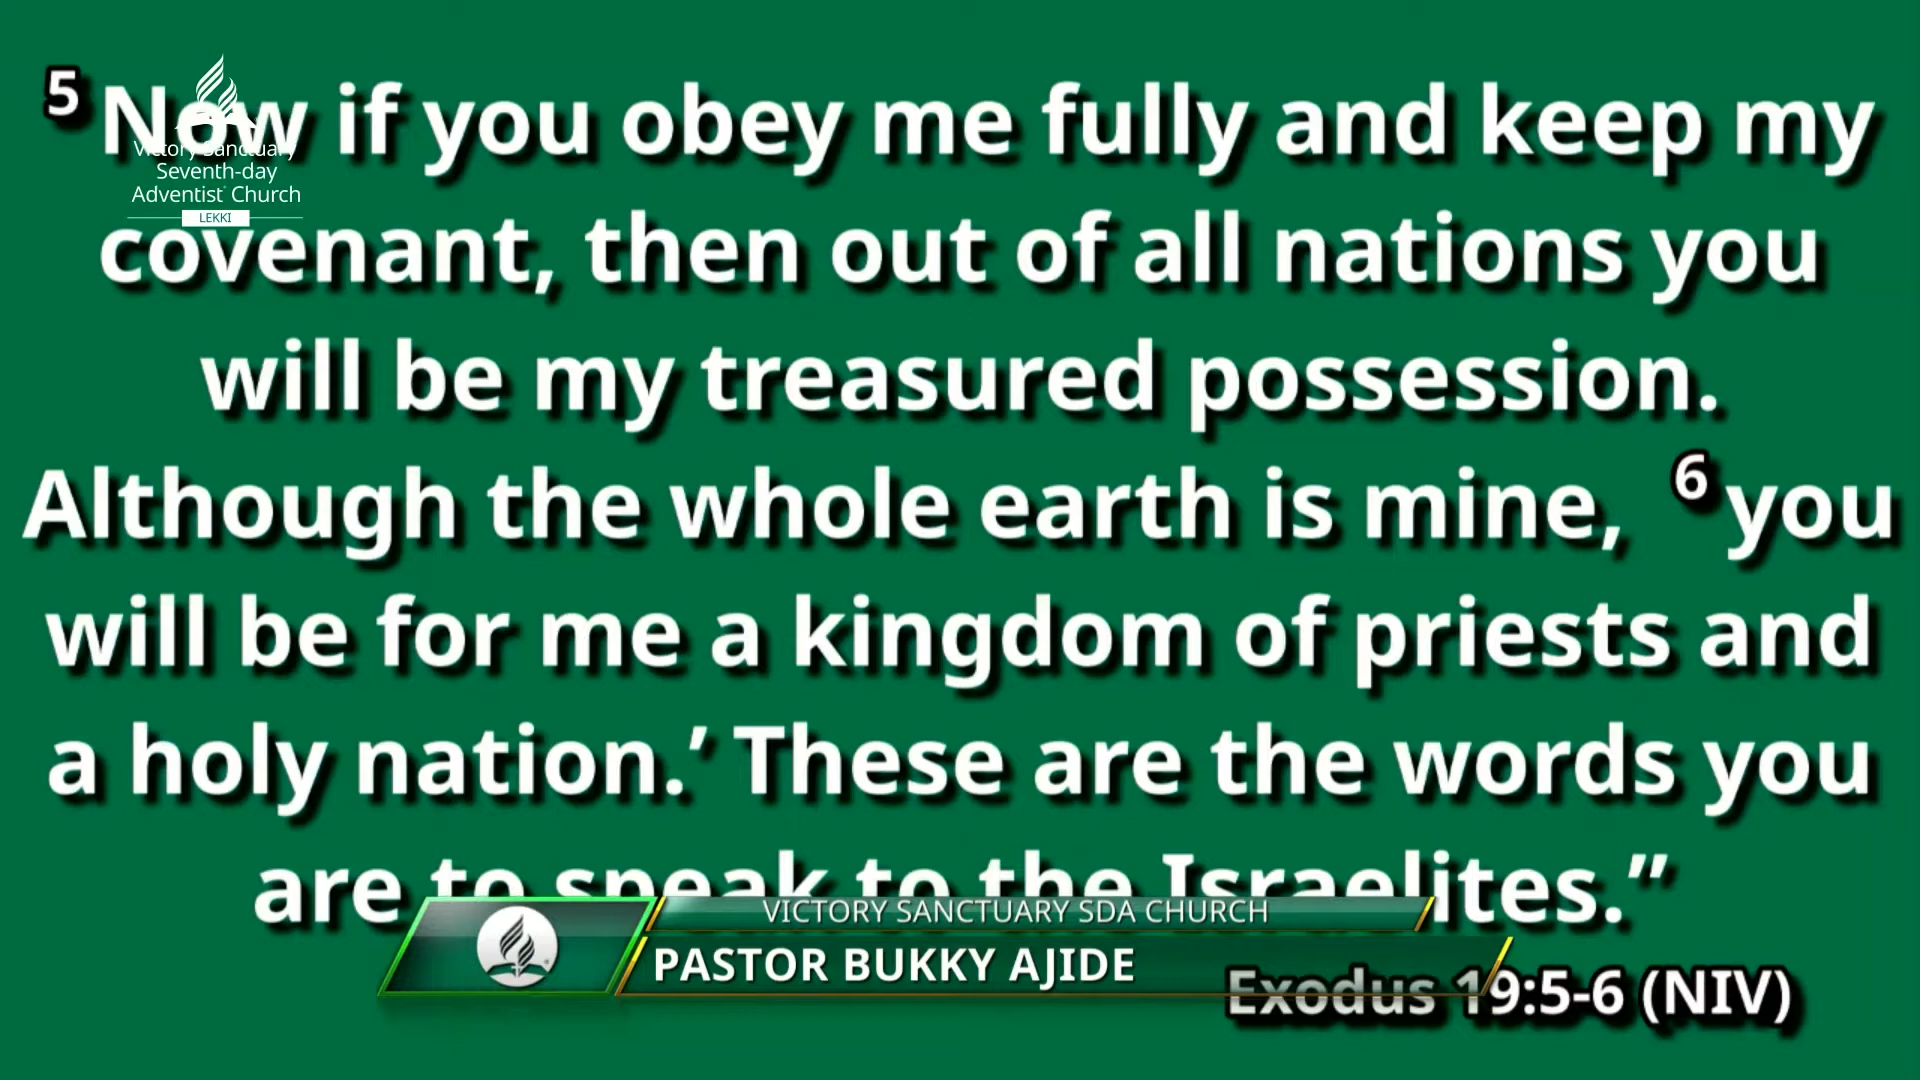 5 Now if you obey me fully and keep my
covenant, then out of all nations you
will be my treasured possession.
Although the whole earth is mine, 6 you
will be for me a kingdom of priests and
a holy nation.’ These are the words you
are to speak to the Israelites.”
Exodus 19:5-6 (NIV)
Victory Sanctuary
Seventh-day
Adventist Church
LEKKI
VICTORY SANCTUARY SDA CHURCH
PASTOR BUKKY AJIDE